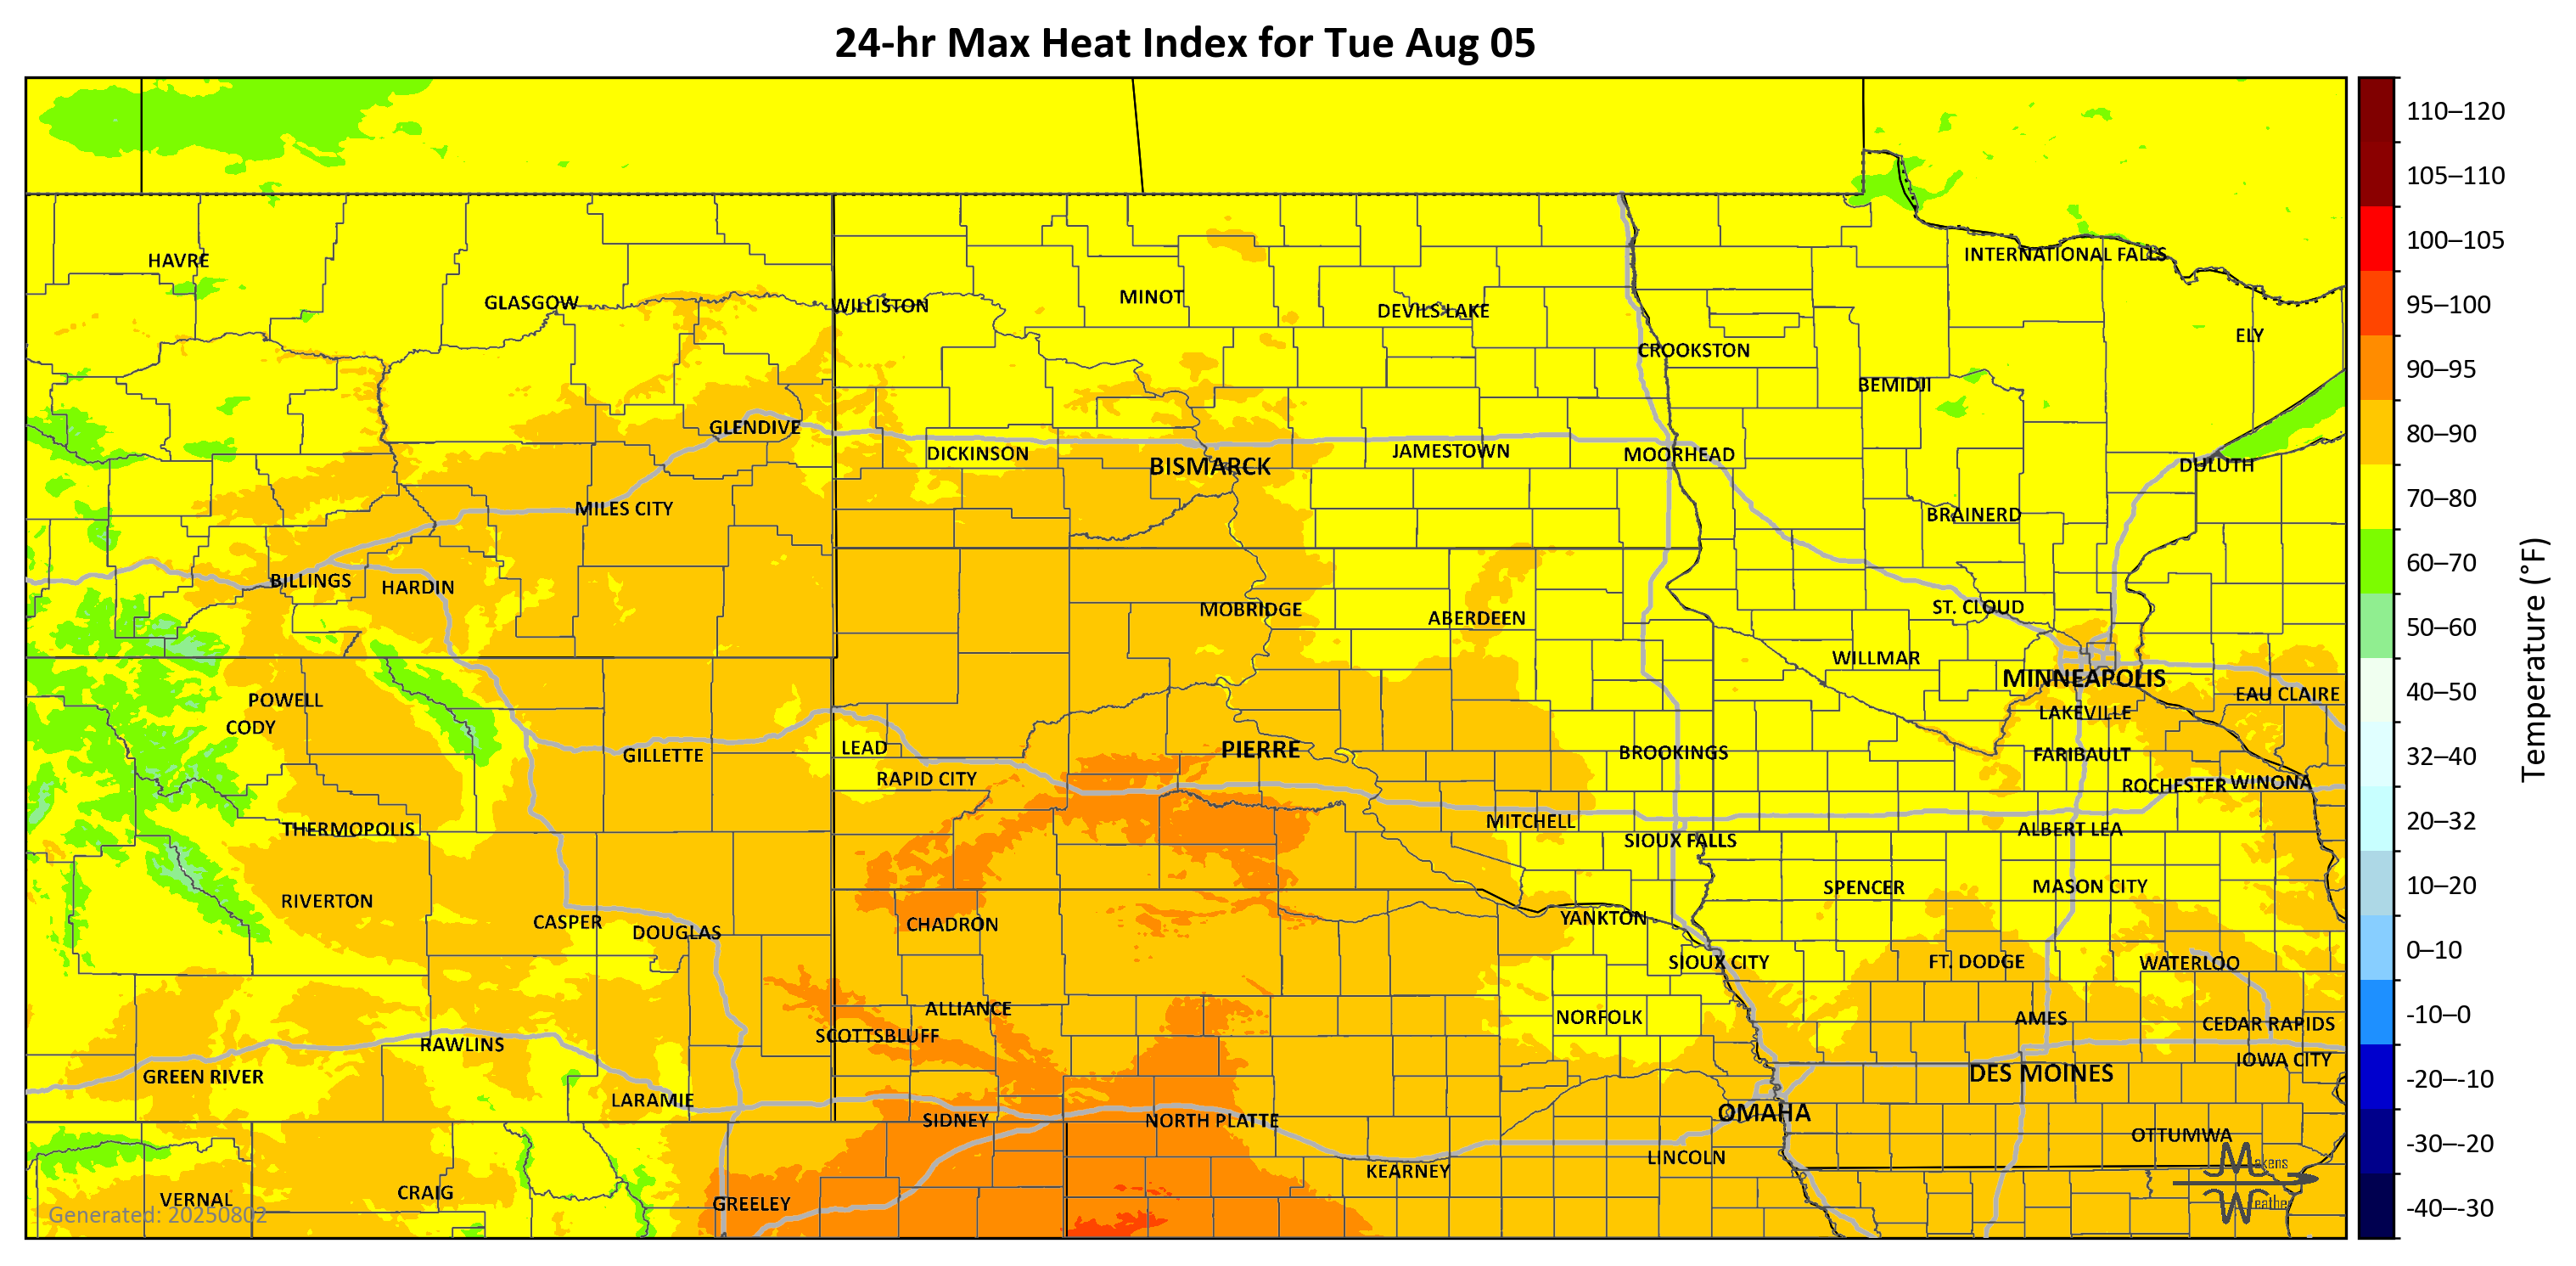 24-hr Max Heat Index for Tue Aug 05
110–120
105–110
100–105
95–100
90–95
80–90
70–80
60–70
50–60
40–50
32–40
20–32
10–20
0–10
-10–0
-20–-10
-30–-20
-40–-30
Temperature (°F)
HAVRE
INTERNATIONAL FALLS
GLASGOW
WILLISTON
MINOT
DEVILS LAKE
ELY
CROOKSTON
BEMIDJI
GLENDIVE
DICKINSON
BISMARCK
JAMESTOWN
MOORHEAD
DULUTH
MILES CITY
BRAINERD
BILLINGS
HARDIN
MOBRIDGE
ABERDEEN
ST. CLOUD
WILLMAR
MINNEAPOLIS
EAU CLAIRE
POWELL
CODY
LAKEVILLE
LEAD
PIERRE
BROOKINGS
FARIBAULT
GILLETTE
RAPID CITY
ROCHESTER
WINONA
THERMOPOLIS
MITCHELL
SIOUX FALLS
ALBERT LEA
SPENCER
MASON CITY
RIVERTON
CASPER
DOUGLAS
CHADRON
YANKTON
SIOUX CITY
FT. DODGE
WATERLOO
ALLIANCE
NORFOLK
AMES
CEDAR RAPIDS
SCOTTSBLUFF
RAWLINS
IOWA CITY
GREEN RIVER
DES MOINES
LARAMIE
SIDNEY
NORTH PLATTE
OMAHA
OTTUMWA
LINCOLN
KEARNEY
VERNAL
CRAIG
GREELEY
Makens
Weather
Generated: 20250802